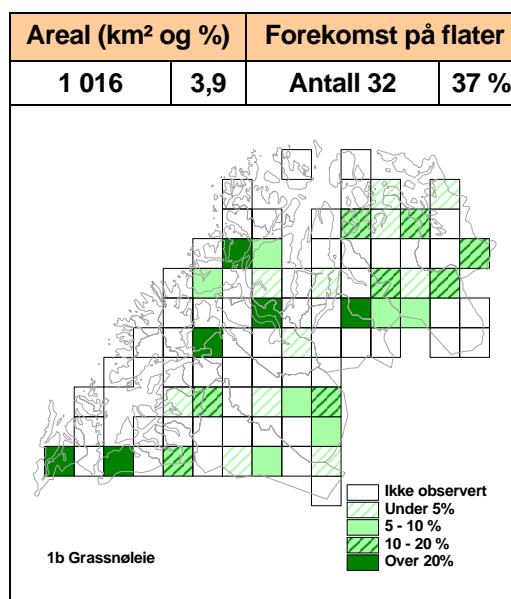 Areal (km² og %) Forekomst på flater
1 016 3,9 Antall 32 37 %
Ikke observert
Under 5%
5 - 10 %
10 - 20 %
Over 20%
1b Grassnøleie